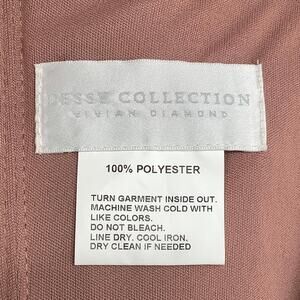 DESSY COLLECTION
VIVIAN DIAMOND
100% POLYESTER
TURN GARMENT INSIDE OUT.
MACHINE WASH COLD WITH
LIKE COLORS.
DO NOT BLEACH.
LINE DRY. COOL IRON.
DRY CLEAN IF NEEDED